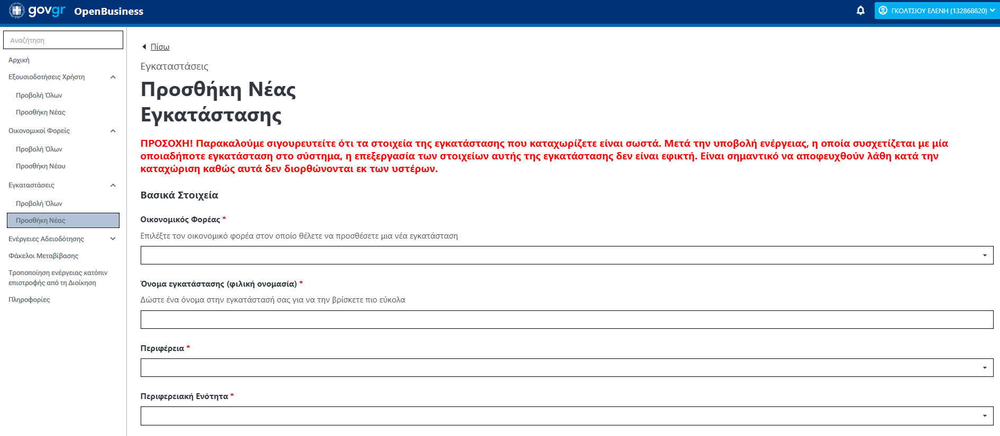 govgr OpenBusiness
ΓΚΟΛΤΣΙΟΥ ΕΛΕΝΗ (132868820)
Αναζήτηση
Αρχική
Εξουσιοδοτήσεις Χρήστη
Προβολή Όλων
Προσθήκη Νέας
Οικονομικοί Φορείς
Προβολή Όλων
Προσθήκη Νέου
Εγκαταστάσεις
Προβολή Όλων
Προσθήκη Νέας
Ενέργειες Αδειοδότησης
Φάκελοι Μεταβίβασης
Τροποποίηση ενέργειας κατόπιν
επιστροφής από τη Διοίκηση
Πληροφορίες
Πίσω
Εγκαταστάσεις
Προσθήκη Νέας
Εγκατάστασης
ΠΡΟΣΟΧΗ! Παρακαλούμε σιγουρευτείτε ότι τα στοιχεία της εγκατάστασης που καταχωρίζετε είναι σωστά. Μετά την υποβολή ενέργειας, η οποία συσχετίζεται με μία
οποιαδήποτε εγκατάσταση στο σύστημα, η επεξεργασία των στοιχείων αυτής της εγκατάστασης δεν είναι εφικτή. Είναι σημαντικό να αποφευχθούν λάθη κατά την
καταχώριση καθώς αυτά δεν διορθώνονται εκ των υστέρων.
Βασικά Στοιχεία
Οικονομικός Φορέας *
Επιλέξτε τον οικονομικό φορέα στον οποίο θέλετε να προσθέσετε μια νέα εγκατάσταση
Όνομα εγκατάστασης (φιλική ονομασία) *
Δώστε ένα όνομα στην εγκατάστασή σας για να την βρίσκετε πιο εύκολα
Περιφέρεια *
Περιφερειακή Ενότητα *